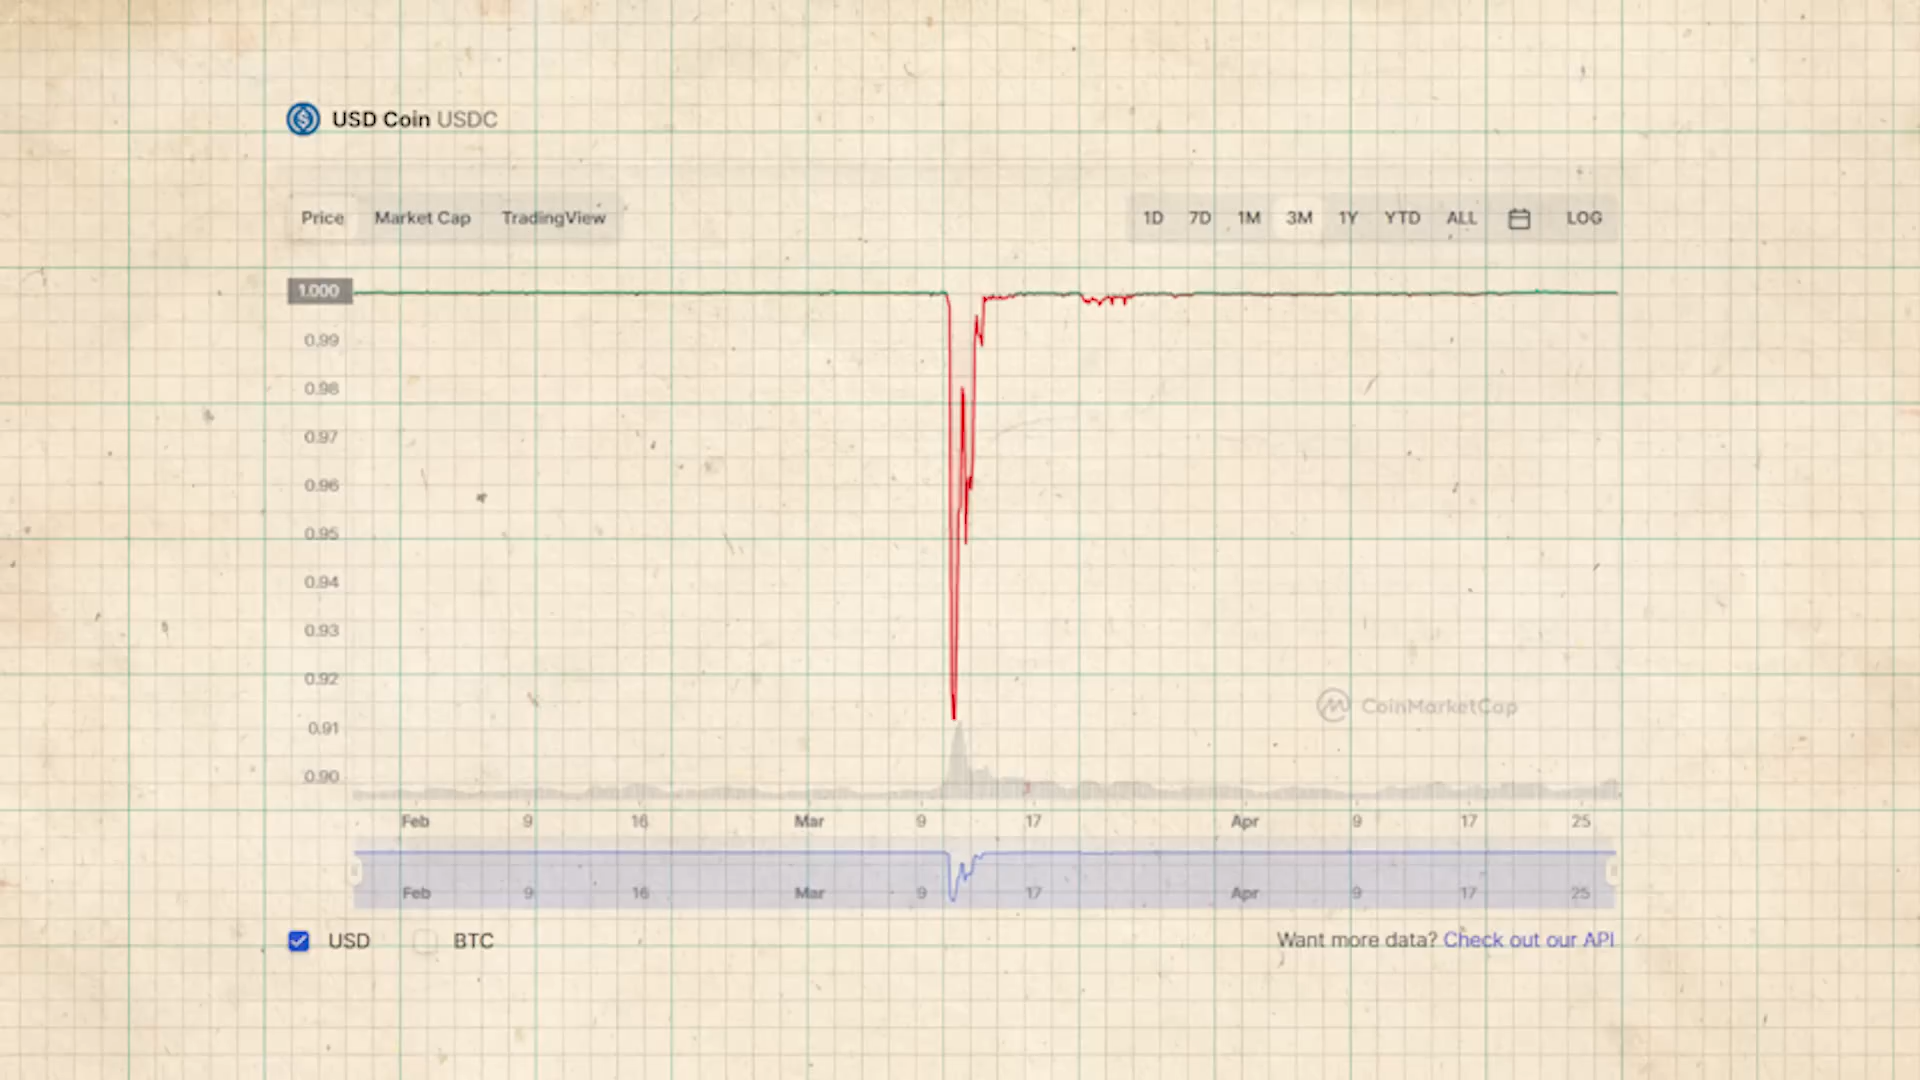 USD Coin USDC
Price Market Cap TradingView
1D 7D 1M 3M 1Y YTD ALL LOG
1.000
0.99
0.98
0.97
0.96
0.95
0.94
0.93
0.92
0.91
0.90
CoinMarketCap
Feb 9 16 Mar 9 17 Apr 9 17 25
Feb 9 16 Mar 9 17 Apr 9 17 25
USD BTC
Want more data? Check out our API